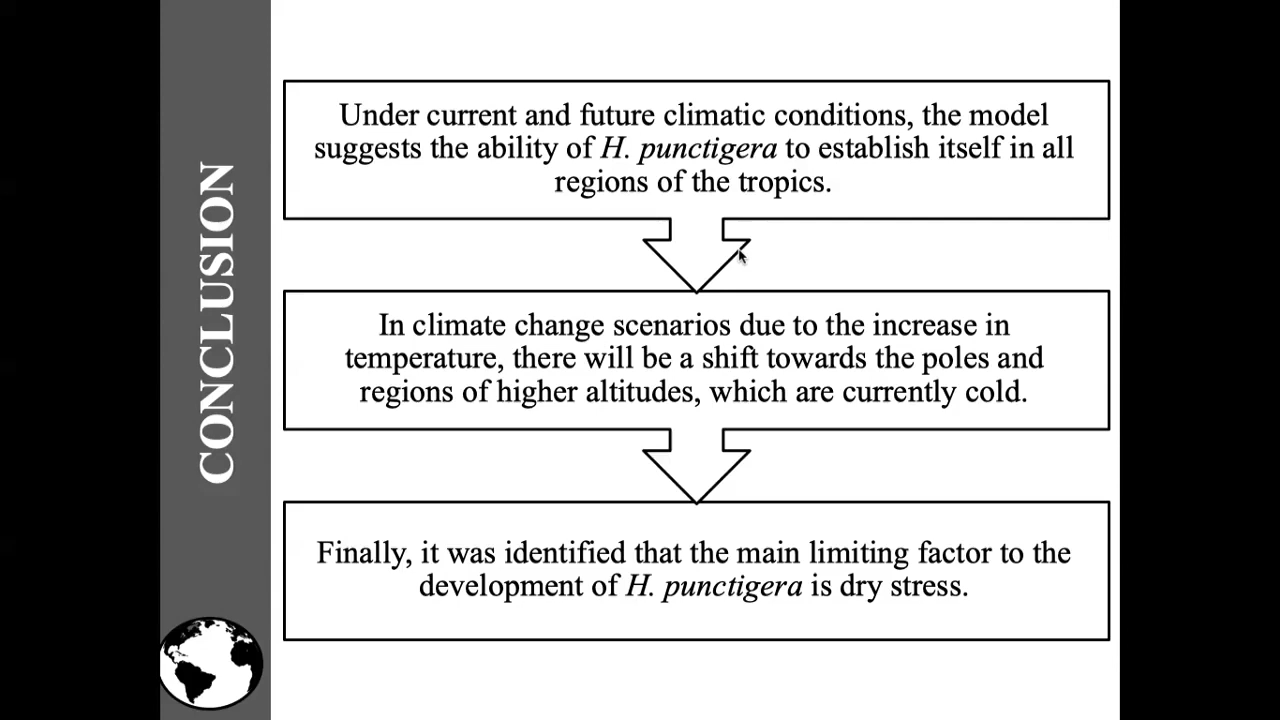 CONCLUSION
Under current and future climatic conditions, the model
suggests the ability of H. punctigera to establish itself in all
regions of the tropics.
In climate change scenarios due to the increase in
temperature, there will be a shift towards the poles and
regions of higher altitudes, which are currently cold.
Finally, it was identified that the main limiting factor to the
development of H. punctigera is dry stress.